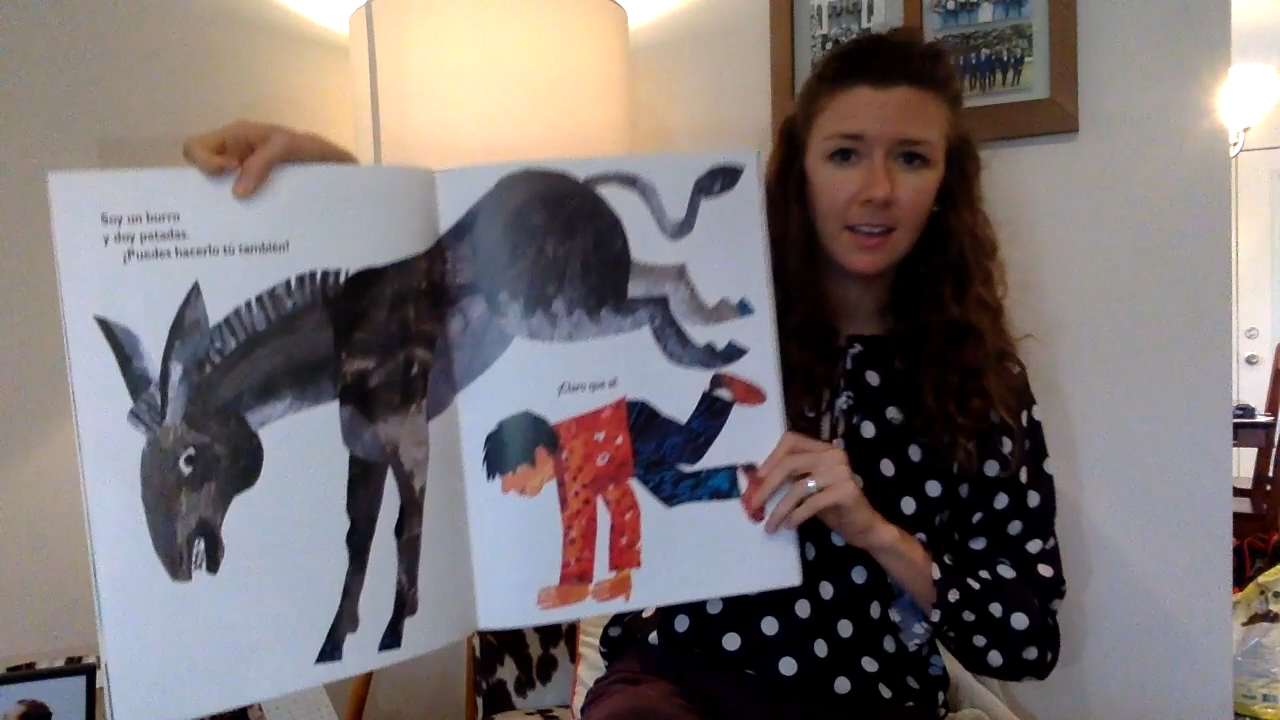 Soy un burro
y doy patadas.
¿Puedes hacerlo tú también?
¡Claro que sí!